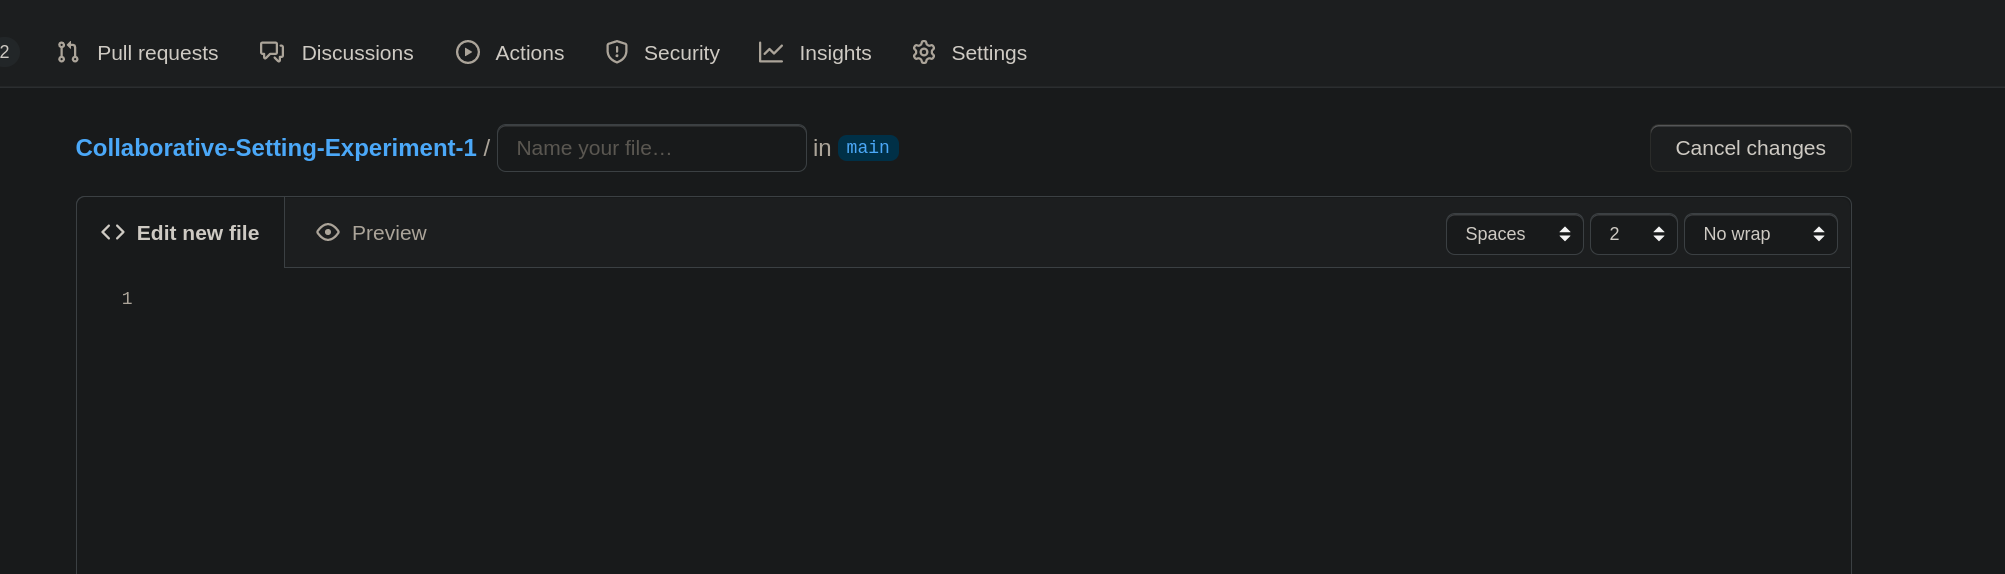 2 Pull requests Discussions Actions Security Insights Settings
Collaborative-Setting-Experiment-1 / Name your file… in main Cancel changes
Edit new file Preview Spaces 2 No wrap
1